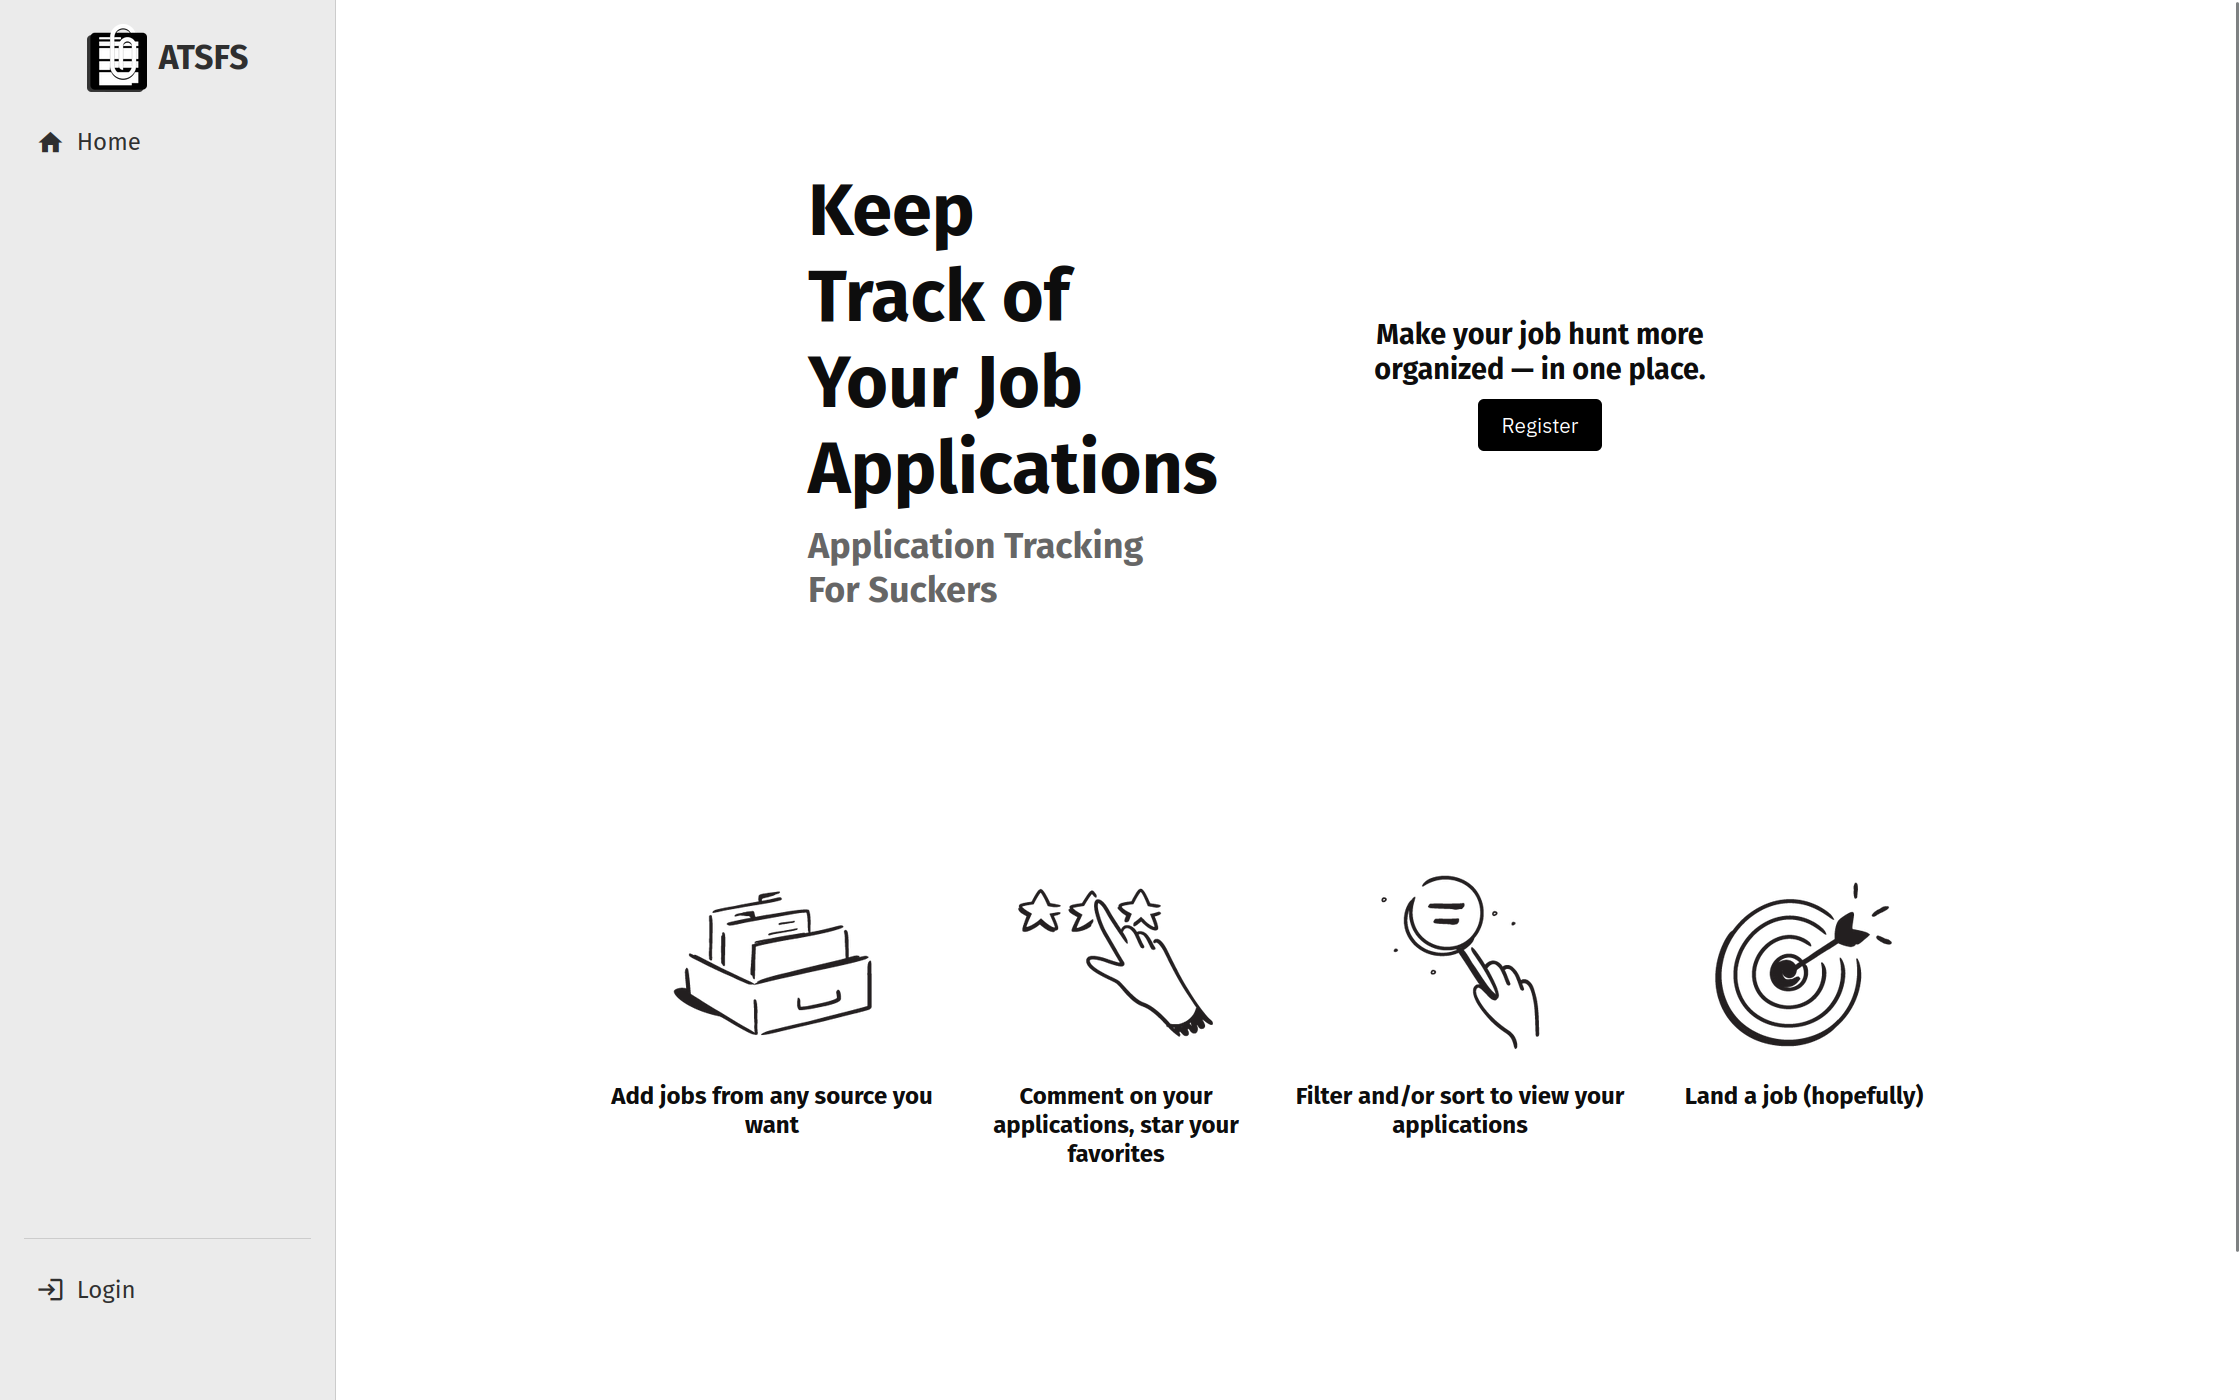 ATSFS
Home
Keep
Track of
Your Job
Applications
Application Tracking
For Suckers
Make your job hunt more
organized — in one place.
Register
Add jobs from any source you
want
Comment on your
applications, star your
favorites
Filter and/or sort to view your
applications
Land a job (hopefully)
Login